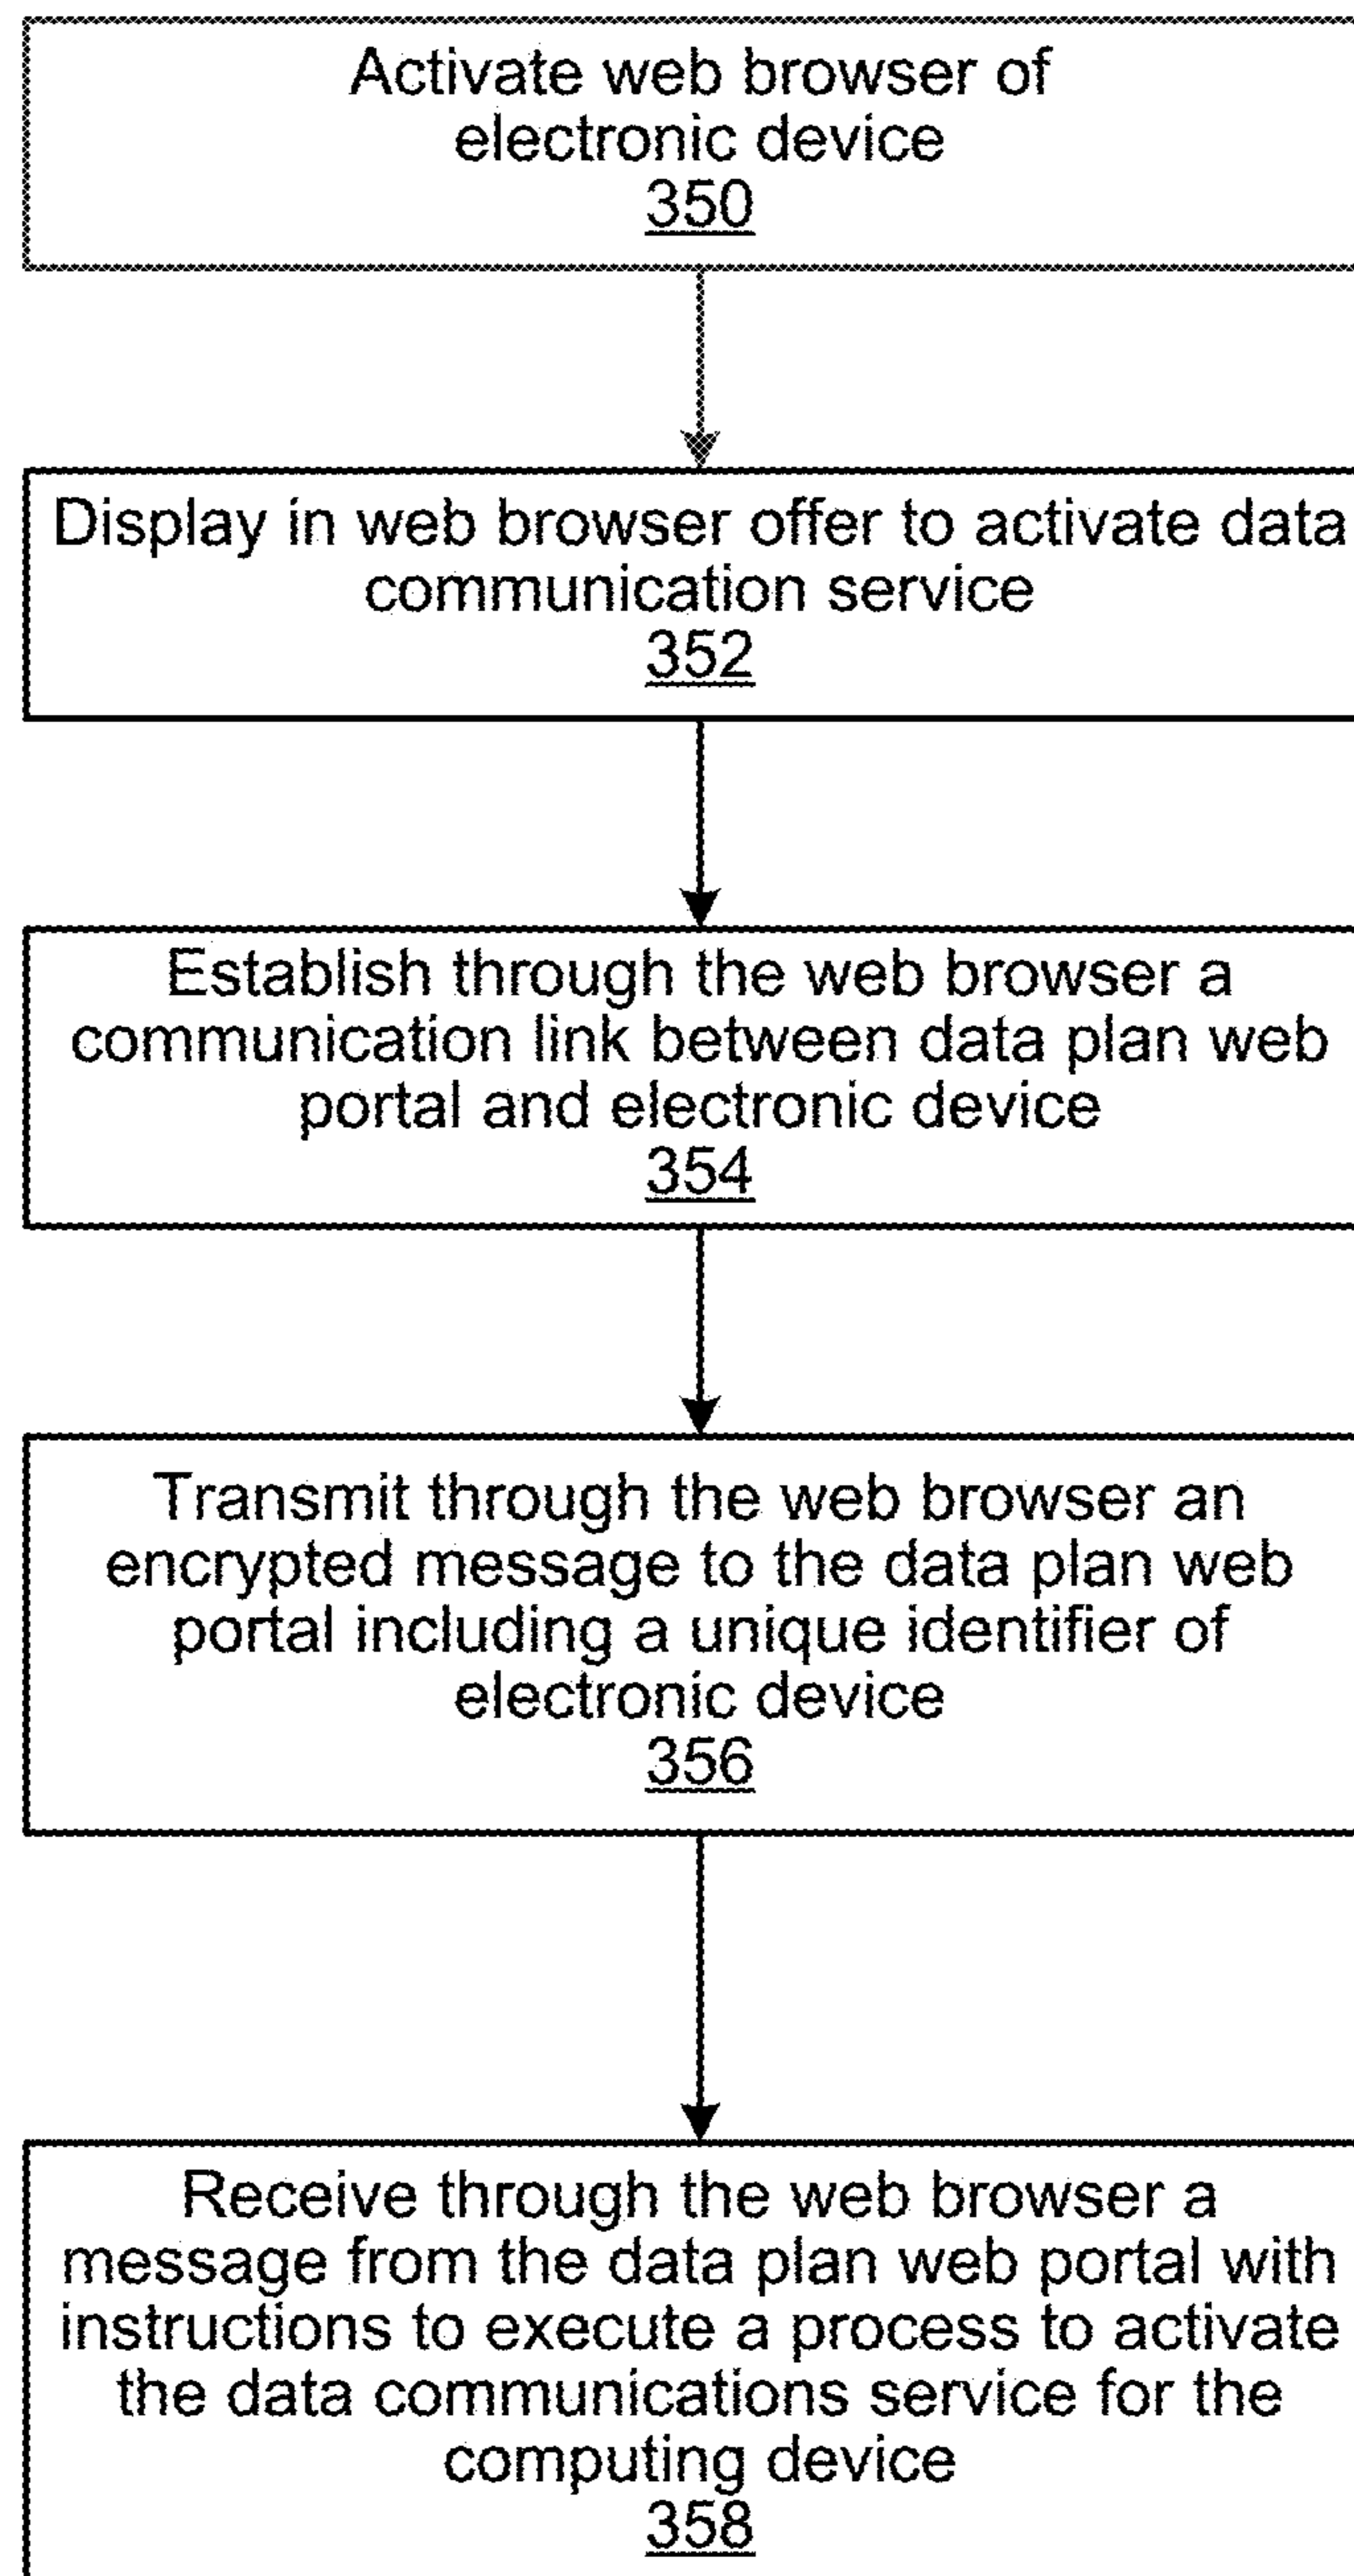 Activate web browser of
electronic device
350
Display in web browser offer to activate data
communication service
352
Establish through the web browser a
communication link between data plan web
portal and electronic device
354
Transmit through the web browser an
encrypted message to the data plan web
portal including a unique identifier of
electronic device
356
Receive through the web browser a
message from the data plan web portal with
instructions to execute a process to activate
the data communications service for the
computing device
358